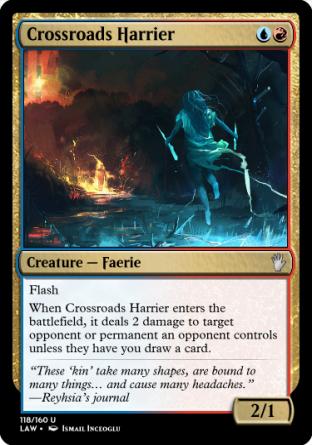 Crossroads Harrier
Creature — Faerie
Flash
When Crossroads Harrier enters the
battlefield, it deals 2 damage to target
opponent or permanent an opponent controls
unless they have you draw a card.
“These ‘kin’ take many shapes, are bound to
many things… and cause many headaches.”
—Reyhsia’s journal
2/1
118/160 U
LAW • Ismail Inceoglu